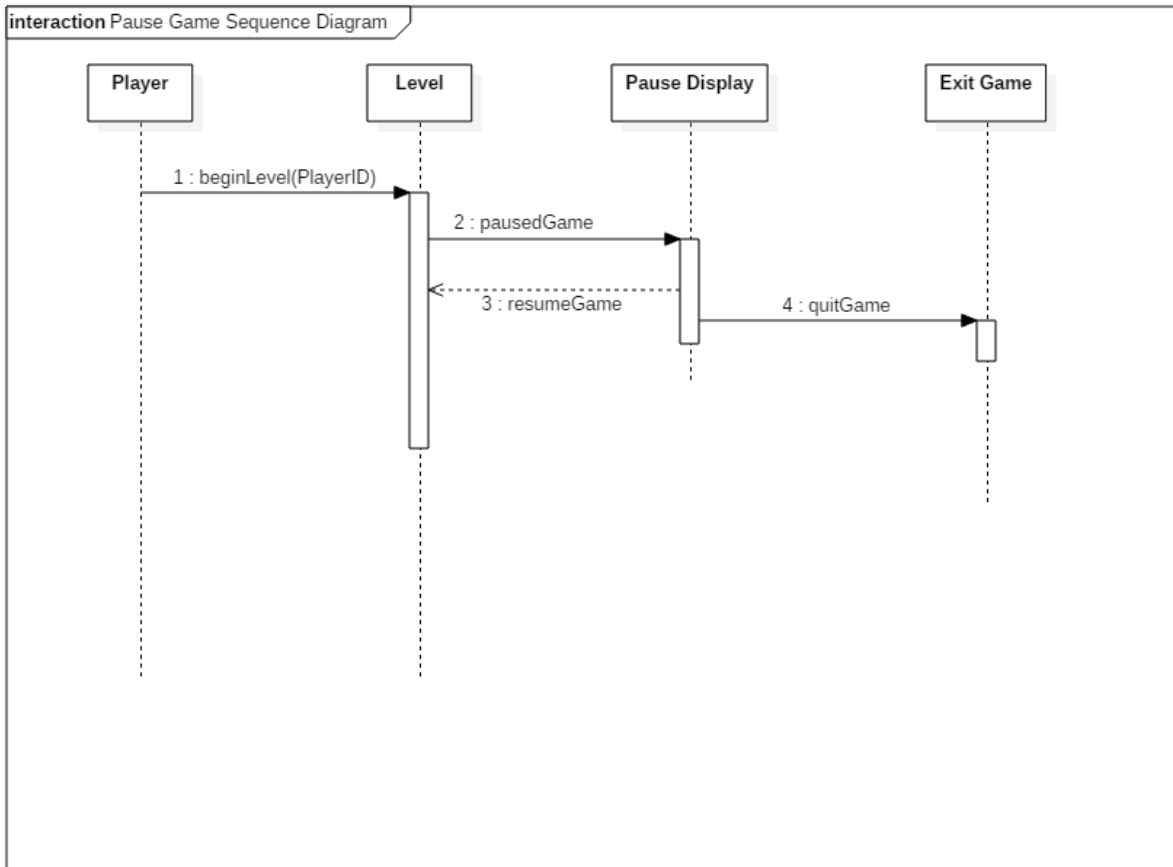 interaction Pause Game Sequence Diagram
Player
Level
Pause Display
Exit Game
1 : beginLevel(PlayerID)
2 : pausedGame
3 : resumeGame
4 : quitGame